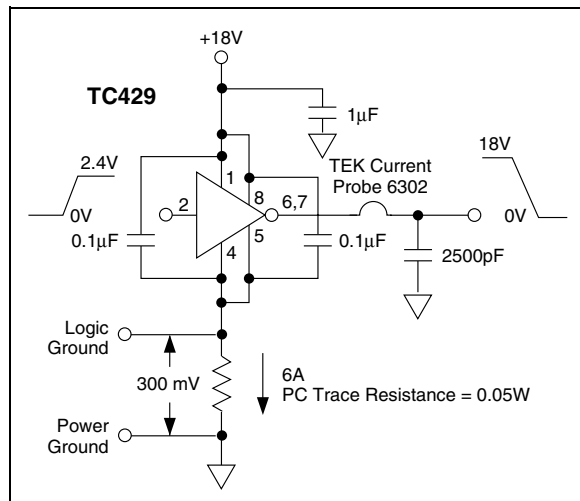 +18V
TC429
1µF
2.4V
0V
18V
0V
TEK Current
Probe 6302
1
2
8
6,7
5
4
0.1µF
0.1µF
2500pF
Logic
Ground
300 mV
6A
PC Trace Resistance = 0.05W
Power
Ground